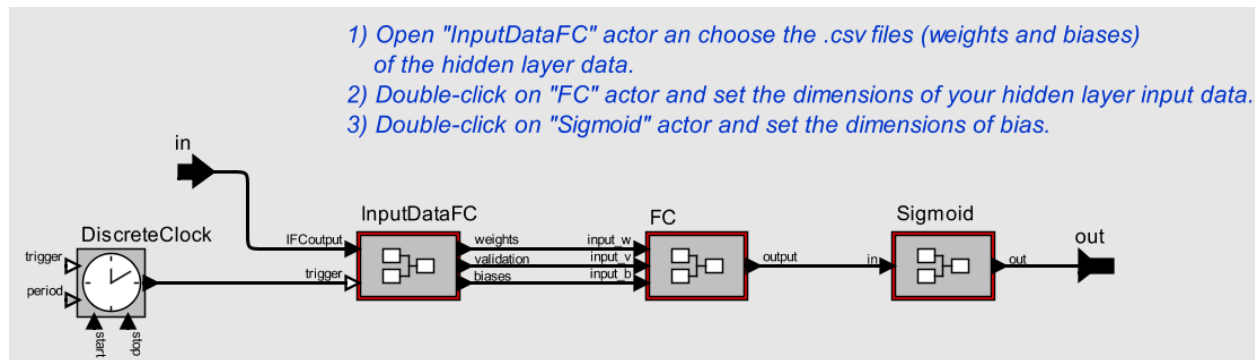 1) Open "InputDataFC" actor an choose the .csv files (weights and biases)
of the hidden layer data.
2) Double-click on "FC" actor and set the dimensions of your hidden layer input data.
3) Double-click on "Sigmoid" actor and set the dimensions of bias.
in
DiscreteClock
trigger
period
start
stop
InputDataFC
IFCoutput
trigger
weights
validation
biases
FC
input_w
input_v
input_b
output
Sigmoid
in
out
out